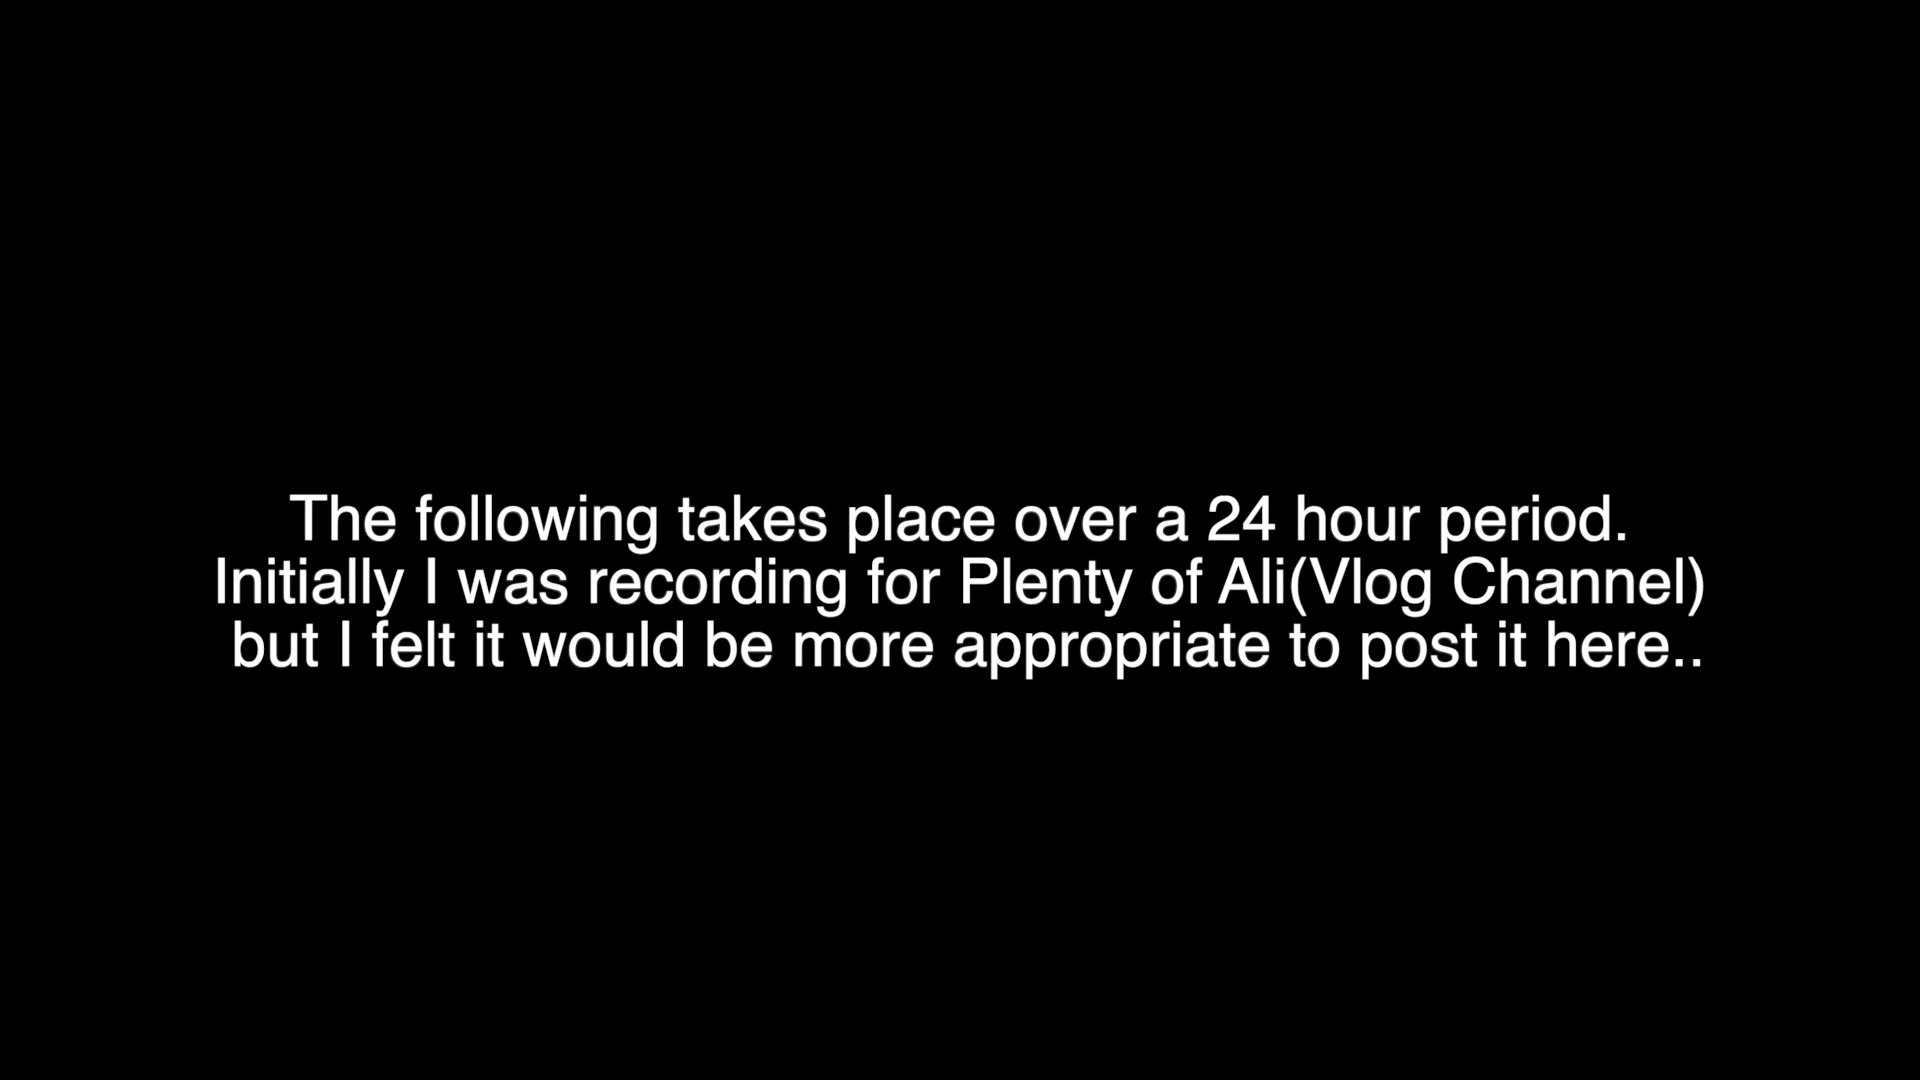 The following takes place over a 24 hour period.
Initially I was recording for Plenty of Ali(Vlog Channel)
but I felt it would be more appropriate to post it here..